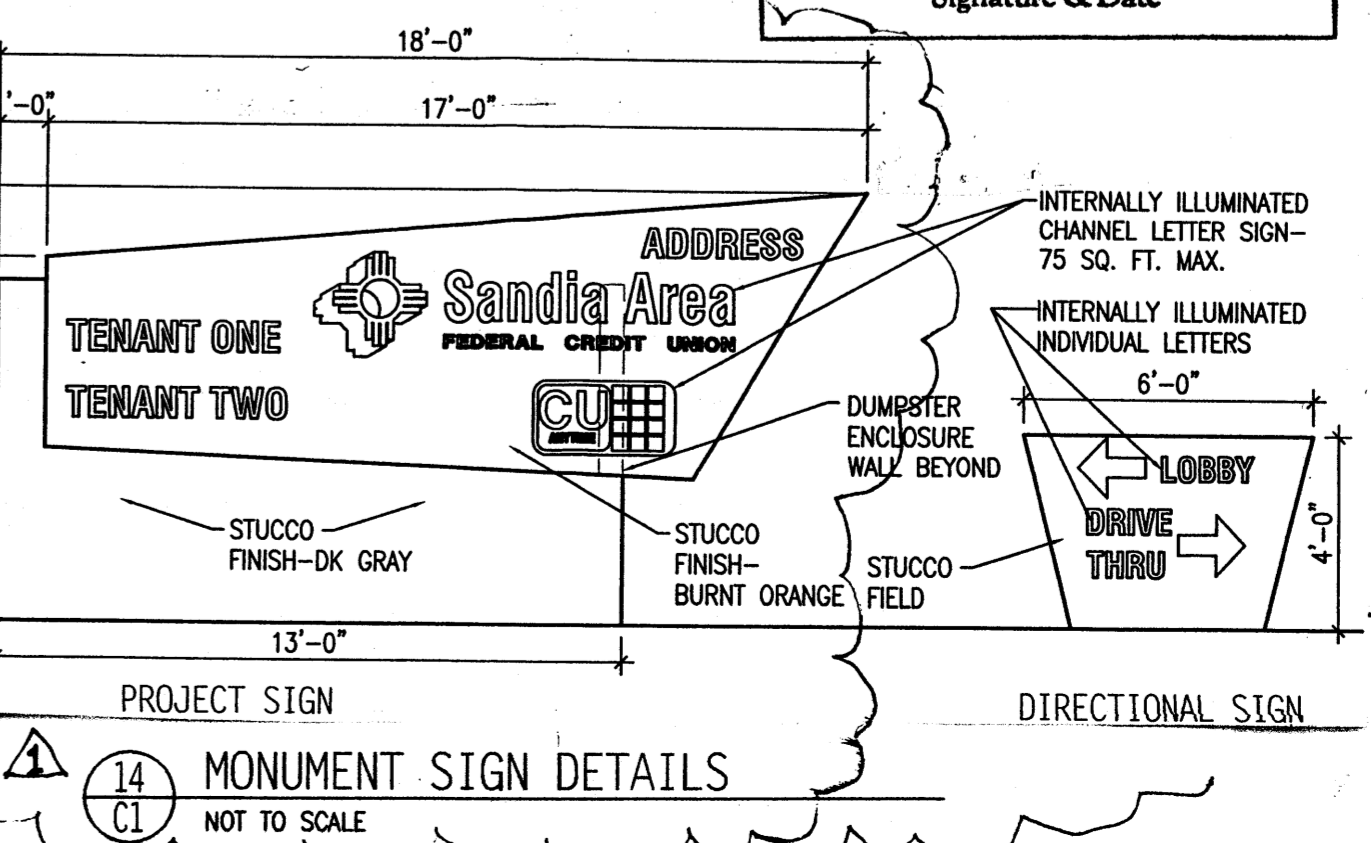 Signature & Date
18'-0"
'-0"
17'-0"
ADDRESS
Sandia Area
FEDERAL CREDIT UNION
TENANT ONE
TENANT TWO
CU
INTERNALLY ILLUMINATED
CHANNEL LETTER SIGN-
75 SQ. FT. MAX.
INTERNALLY ILLUMINATED
INDIVIDUAL LETTERS
6'-0"
DUMPSTER
ENCLOSURE
WALL BEYOND
LOBBY
DRIVE
THRU
4'-0"
STUCCO
FINISH-DK GRAY
STUCCO
FINISH-
BURNT ORANGE
STUCCO
FIELD
13'-0"
PROJECT SIGN
DIRECTIONAL SIGN
1
14
C1
MONUMENT SIGN DETAILS
NOT TO SCALE